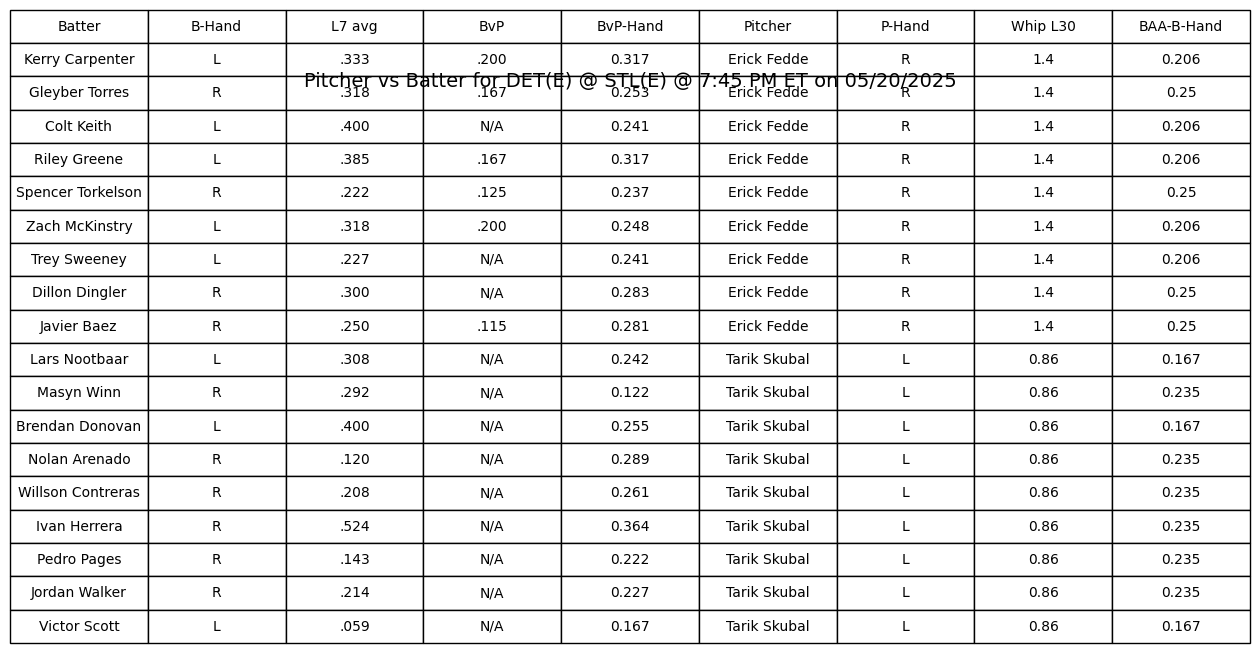 Batter B-Hand L7 avg BvP BvP-Hand Pitcher P-Hand Whip L30 BAA-B-Hand
Kerry Carpenter L .333 .200 0.317 Erick Fedde R 1.4 0.206
Pitcher vs Batter for DET(E) @ STL(E) @ 7:45 PM ET on 05/20/2025
Gleyber Torres R .318 .167 0.253 Erick Fedde R 1.4 0.25
Colt Keith L .400 N/A 0.241 Erick Fedde R 1.4 0.206
Riley Greene L .385 .167 0.317 Erick Fedde R 1.4 0.206
Spencer Torkelson R .222 .125 0.237 Erick Fedde R 1.4 0.25
Zach McKinstry L .318 .200 0.248 Erick Fedde R 1.4 0.206
Trey Sweeney L .227 N/A 0.241 Erick Fedde R 1.4 0.206
Dillon Dingler R .300 N/A 0.283 Erick Fedde R 1.4 0.25
Javier Baez R .250 .115 0.281 Erick Fedde R 1.4 0.25
Lars Nootbaar L .308 N/A 0.242 Tarik Skubal L 0.86 0.167
Masyn Winn R .292 N/A 0.122 Tarik Skubal L 0.86 0.235
Brendan Donovan L .400 N/A 0.255 Tarik Skubal L 0.86 0.167
Nolan Arenado R .120 N/A 0.289 Tarik Skubal L 0.86 0.235
Willson Contreras R .208 N/A 0.261 Tarik Skubal L 0.86 0.235
Ivan Herrera R .524 N/A 0.364 Tarik Skubal L 0.86 0.235
Pedro Pages R .143 N/A 0.222 Tarik Skubal L 0.86 0.235
Jordan Walker R .214 N/A 0.227 Tarik Skubal L 0.86 0.235
Victor Scott L .059 N/A 0.167 Tarik Skubal L 0.86 0.167